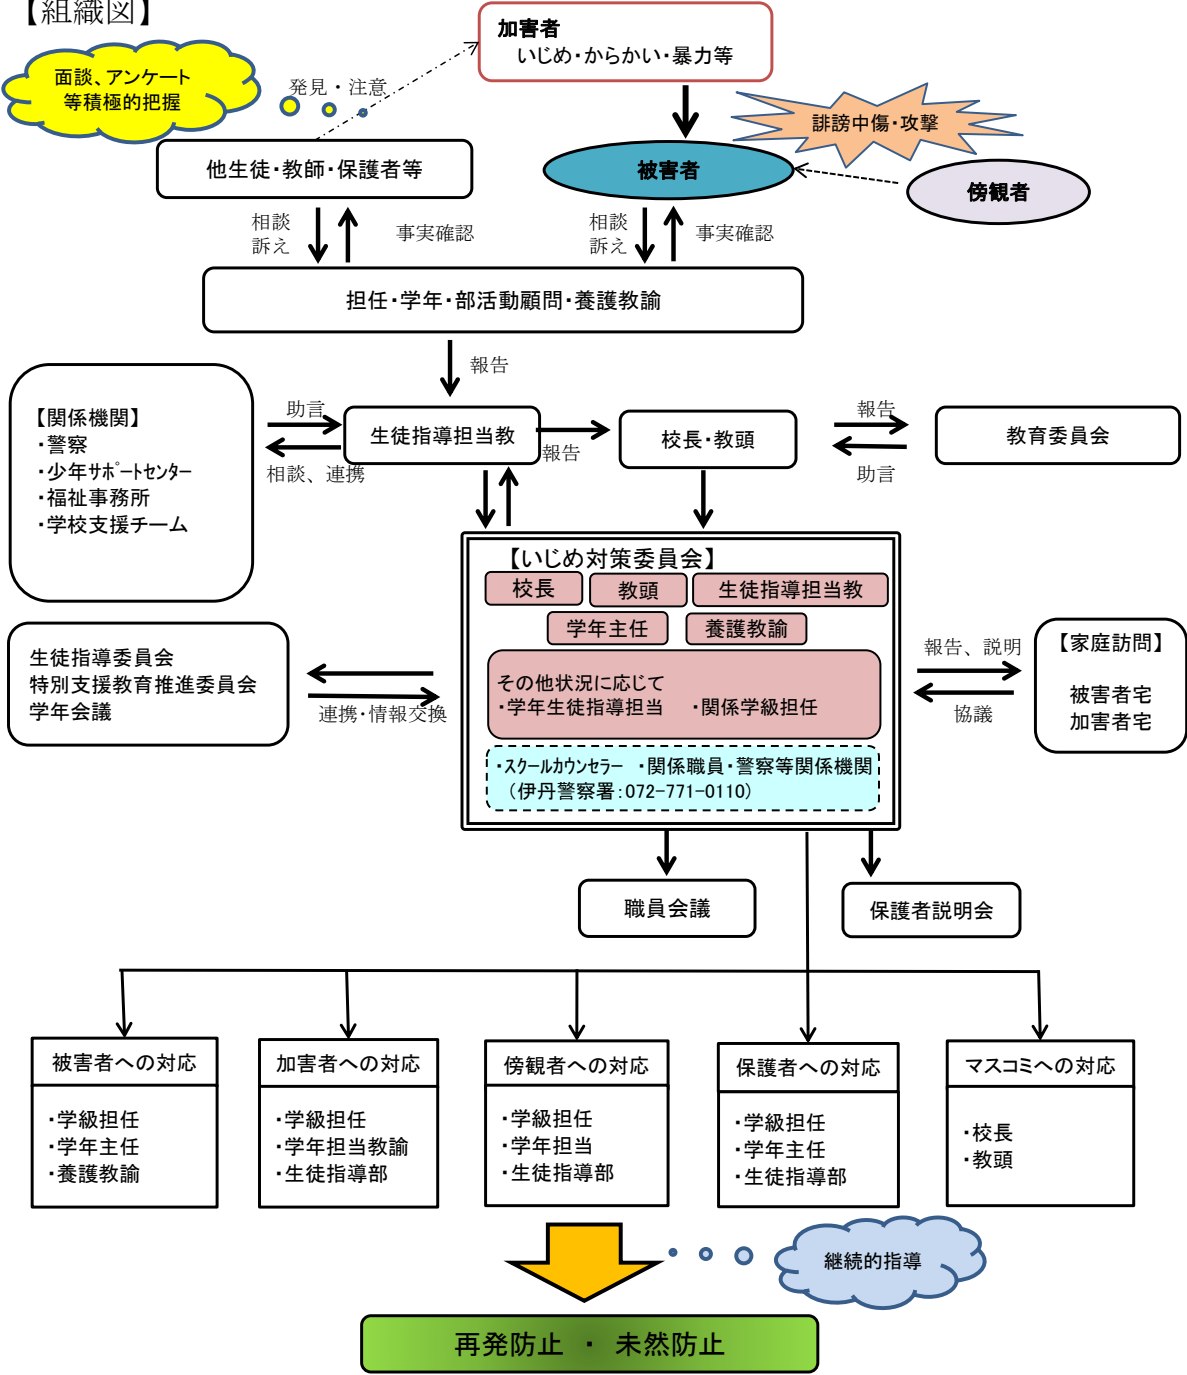 【組織図】
加害者
いじめ・からかい・暴力等
面談、アンケート
等積極的把握
発見・注意
誹謗中傷・攻撃
他生徒・教師・保護者等
被害者
傍観者
相談
訴え
事実確認
相談
訴え
事実確認
担任・学年・部活動顧問・養護教諭
報告
【関係機関】
・警察
・少年ｻﾎﾟｰﾄｾﾝﾀｰ
・福祉事務所
・学校支援チーム
助言
相談、連携
生徒指導担当教
報告
校長・教頭
報告
助言
教育委員会
【いじめ対策委員会】
校長
教頭
生徒指導担当教
学年主任
養護教諭
その他状況に応じて
・学年生徒指導担当　・関係学級担任
・ｽｸｰﾙｶｳﾝｾﾗｰ　・関係職員・警察等関係機関
（伊丹警察署：072-771-0110）
生徒指導委員会
特別支援教育推進委員会
学年会議
連携・情報交換
報告、説明
協議
【家庭訪問】
被害者宅
加害者宅
職員会議
保護者説明会
被害者への対応
・学級担任
・学年主任
・養護教諭
加害者への対応
・学級担任
・学年担当教諭
・生徒指導部
傍観者への対応
・学級担任
・学年担当
・生徒指導部
保護者への対応
・学級担任
・学年主任
・生徒指導部
マスコミへの対応
・校長
・教頭
継続的指導
再発防止　・　未然防止